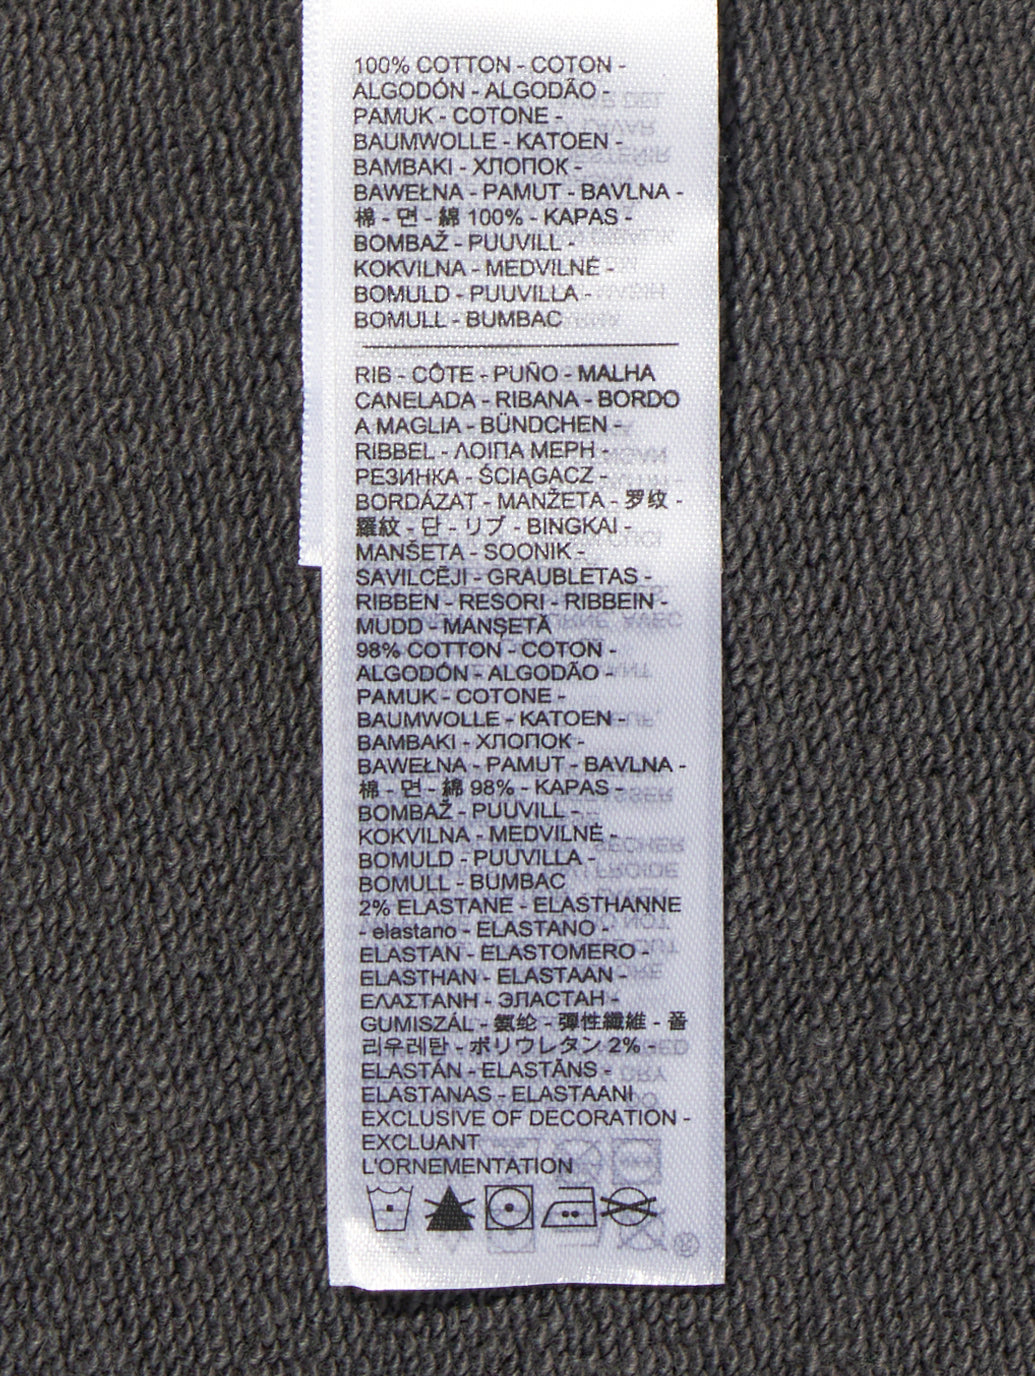 100% COTTON - COTON -
ALGODÓN - ALGODÃO -
PAMUK - COTONE -
BAUMWOLLE - KATOEN -
BAMBAKI - ХЛОПОК -
BAWEŁNA - PAMUT - BAVLNA -
棉 - 면 - 綿 100% - KAPAS -
BOMBAŽ - PUUVILL -
KOKVILNA - MEDVILNĖ -
BOMULD - PUUVILLA -
BOMULL - BUMBAC
RIB - CÔTE - PUÑO - MALHA
CANELADA - RIBANA - BORDO
A MAGLIA - BÜNDCHEN -
RIBBEL - ΛΟΙΠΑ ΜΕΡΗ -
РЕЗИНКА - ŚCIĄGACZ -
BORDÁZAT - MANŽETA - 罗纹 -
羅紋 - 단 - リブ - BINGKAI -
MANŠETA - SOONIK -
SAVILCĒJI - GRAUBLETAS -
RIBBEN - RESORI - RIBBEIN -
MUDD - MANȘETĂ
98% COTTON - COTON -
ALGODÓN - ALGODÃO -
PAMUK - COTONE -
BAUMWOLLE - KATOEN -
BAMBAKI - ХЛОПОК -
BAWEŁNA - PAMUT - BAVLNA -
棉 - 면 - 綿 98% - KAPAS -
BOMBAŽ - PUUVILL -
KOKVILNA - MEDVILNĖ -
BOMULD - PUUVILLA -
BOMULL - BUMBAC
2% ELASTANE - ELASTHANNE
- elastano - ELASTANO -
ELASTAN - ELASTOMERO -
ELASTHAN - ELASTAAN -
ΕΛΑΣΤΑΝΗ - ЭЛАСТАН -
GUMISZÁL - 氨纶 - 彈性纖維 - 폴
리우레탄 - ポリウレタン 2% -
ELASTÁN - ELASTĀNS -
ELASTANAS - ELASTAANI
EXCLUSIVE OF DECORATION -
EXCLUANT
L'ORNEMENTATION